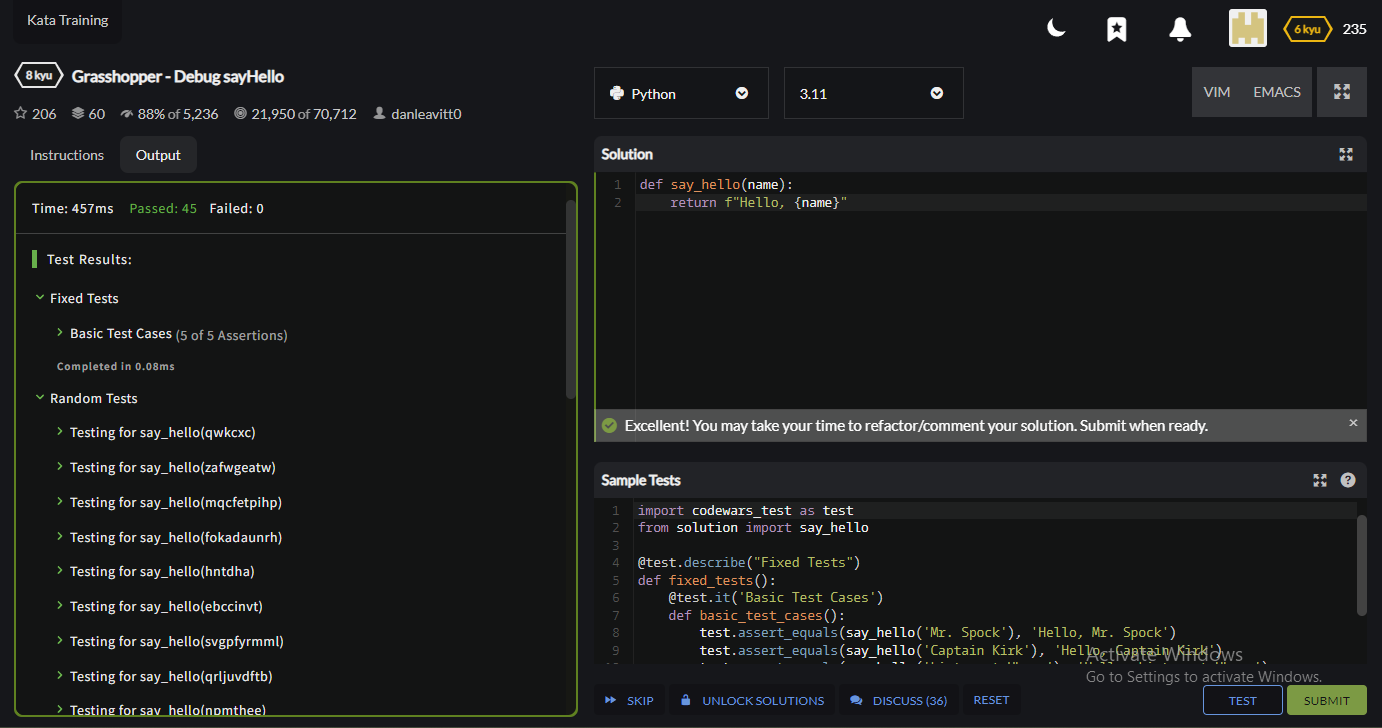 Kata Training
6 kyu 235
8 kyu Grasshopper - Debug sayHello
206 60 88% of 5,236 21,950 of 70,712 danleavitt0
Instructions Output
Time: 457ms Passed: 45 Failed: 0
Test Results:
Fixed Tests
Basic Test Cases (5 of 5 Assertions)
Completed in 0.08ms
Random Tests
Testing for say_hello(qwkcxc)
Testing for say_hello(zafwgeatw)
Testing for say_hello(mqcfetpihp)
Testing for say_hello(fokadaunrh)
Testing for say_hello(hntdha)
Testing for say_hello(ebccinvt)
Testing for say_hello(svgpfyrmml)
Testing for say_hello(qrljuvdftb)
Testing for say_hello(npmthee)
Python 3.11 VIM EMACS
Solution
1 def say_hello(name):
2 return f"Hello, {name}"
Excellent! You may take your time to refactor/comment your solution. Submit when ready.
Sample Tests
1 import codewars_test as test
2 from solution import say_hello
3
4 @test.describe("Fixed Tests")
5 def fixed_tests():
6 @test.it('Basic Test Cases')
7 def basic_test_cases():
8 test.assert_equals(say_hello('Mr. Spock'), 'Hello, Mr. Spock')
9 test.assert_equals(say_hello('Captain Kirk'), 'Hello, Captain Kirk')
Activate Windows
Go to Settings to activate Windows.
SKIP UNLOCK SOLUTIONS DISCUSS (36) RESET TEST SUBMIT